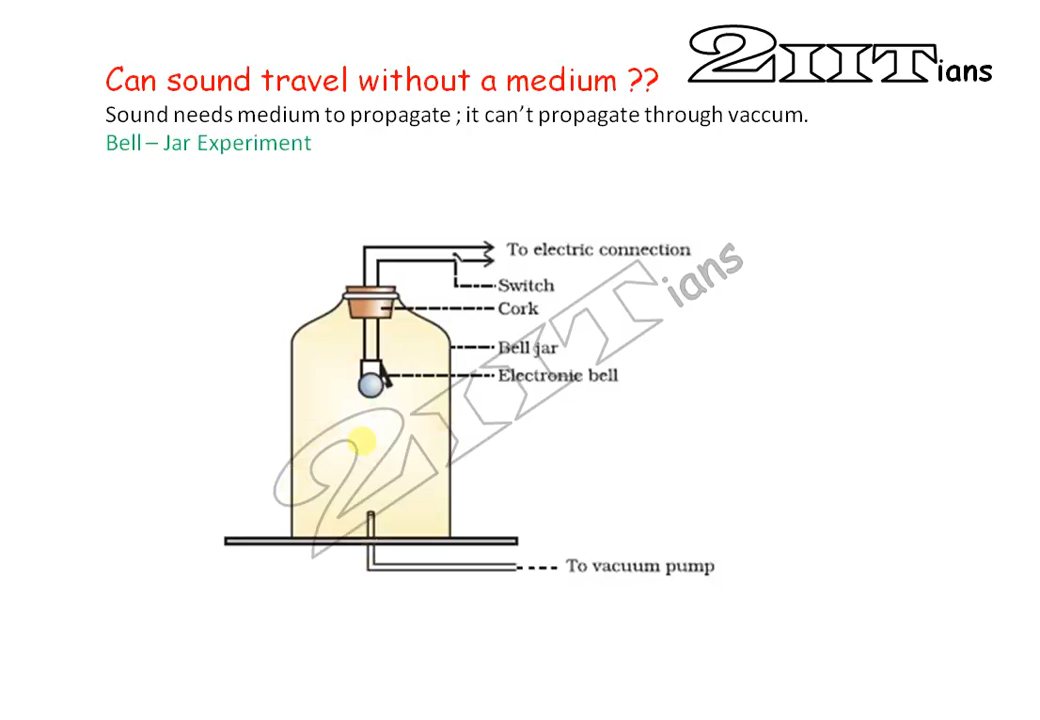 2IITians
Can sound travel without a medium ??
Sound needs medium to propagate ; it can't propagate through vaccum.
Bell – Jar Experiment
To electric connection
Switch
Cork
Bell jar
Electronic bell
2IITians
To vacuum pump